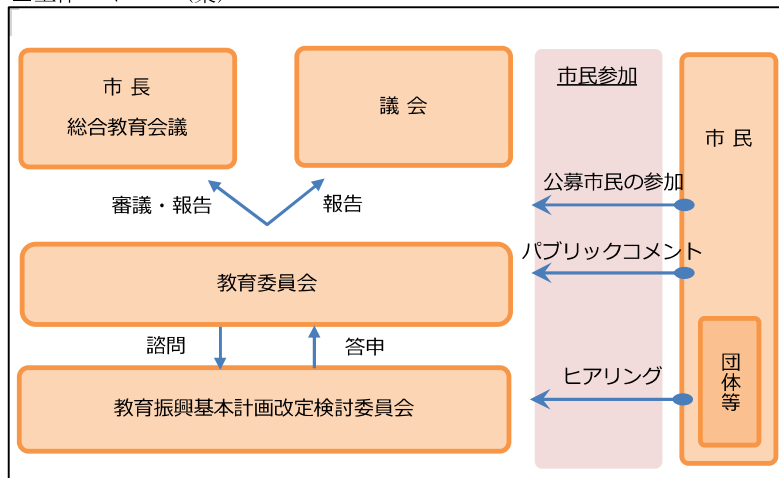 市 長
総合教育会議
議 会
市民参加
市 民
公募市民の参加
審議・報告
報告
パブリックコメント
教育委員会
諮問
答申
ヒアリング
団体等
教育振興基本計画改定検討委員会